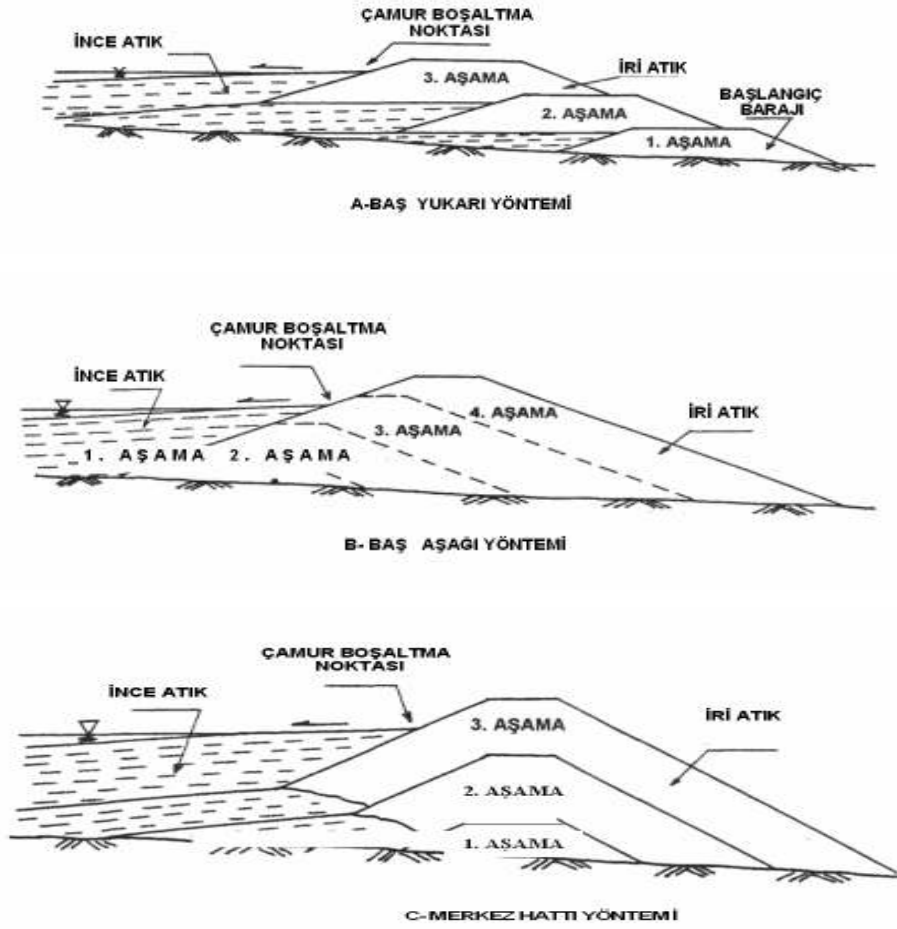 ÇAMUR BOŞALTMA
NOKTASI
İNCE ATIK
3. AŞAMA
İRİ ATIK
BAŞLANGIÇ
BARAJI
2. AŞAMA
1. AŞAMA
A-BAŞ YUKARI YÖNTEMİ
ÇAMUR BOŞALTMA
NOKTASI
İNCE ATIK
4. AŞAMA
İRİ ATIK
3. AŞAMA
1. AŞAMA 2. AŞAMA
B- BAŞ AŞAĞI YÖNTEMİ
ÇAMUR BOŞALTMA
NOKTASI
İNCE ATIK
3. AŞAMA
İRİ ATIK
2. AŞAMA
1. AŞAMA
C-MERKEZ HATTI YÖNTEMİ